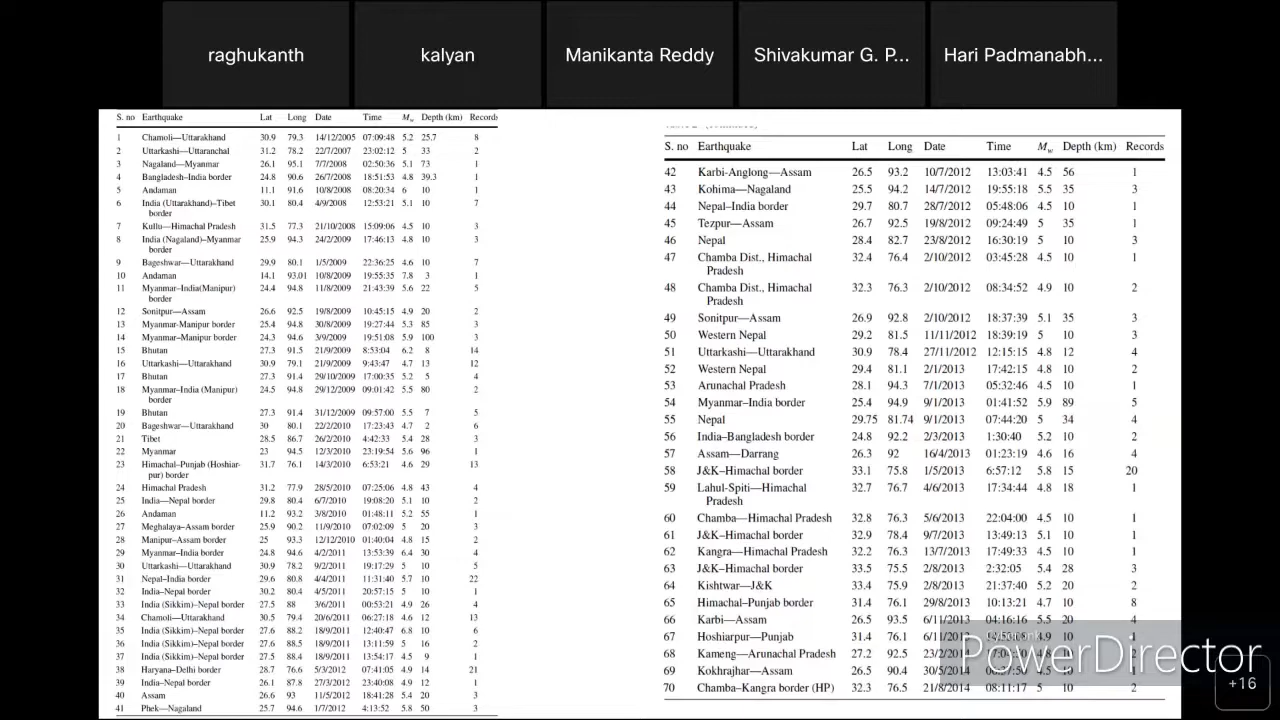 raghukanth
kalyan
Manikanta Reddy
Shivakumar G. P...
Hari Padmanabh...
S. no Earthquake Lat Long Date Time Mw Depth (km) Records
1 Chamoli—Uttarakhand 30.9 79.3 14/12/2005 07:09:48 5.2 25.7 8
2 Uttarkashi—Uttaranchal 31.2 78.2 22/7/2007 23:02:12 5 33 2
3 Nagaland—Myanmar 26.1 95.1 7/7/2008 02:50:36 5.1 73 1
4 Bangladesh–India border 24.8 90.6 26/7/2008 18:51:53 4.8 39.3 1
5 Andaman 11.1 91.6 10/8/2008 08:20:34 6 10 1
6 India (Uttarakhand)–Tibet 30.1 80.4 4/9/2008 12:53:21 5.1 10 7
border
7 Kullu—Himachal Pradesh 31.5 77.3 21/10/2008 15:09:06 4.5 10 3
8 India (Nagaland)–Myanmar 25.9 94.3 24/2/2009 17:46:13 4.8 10 3
border
9 Bageshwar—Uttarakhand 29.9 80.1 1/5/2009 22:36:25 4.6 10 7
10 Andaman 14.1 93.01 10/8/2009 19:55:35 7.8 3 1
11 Myanmar–India(Manipur) 24.4 94.8 11/8/2009 21:43:39 5.6 22 5
border
12 Sonitpur—Assam 26.6 92.5 19/8/2009 10:45:15 4.9 20 2
13 Myanmar-Manipur border 25.4 94.8 30/8/2009 19:27:44 5.3 85 3
14 Myanmar–Manipur border 24.3 94.6 3/9/2009 19:51:08 5.9 100 3
15 Bhutan 27.3 91.5 21/9/2009 8:53:04 6.2 8 14
16 Uttarkashi—Uttarakhand 30.9 79.1 21/9/2009 9:43:47 4.7 13 12
17 Bhutan 27.3 91.4 29/10/2009 17:00:35 5.2 5 4
18 Myanmar–India (Manipur) 24.5 94.8 29/12/2009 09:01:42 5.5 80 2
border
19 Bhutan 27.3 91.4 31/12/2009 09:57:00 5.5 7 5
20 Bageshwar—Uttarakhand 30 80.1 22/2/2010 17:23:43 4.7 2 6
21 Tibet 28.5 86.7 26/2/2010 4:42:33 5.4 28 3
22 Myanmar 23 94.5 12/3/2010 23:19:54 5.6 96 1
23 Himachal–Punjab (Hoshiar- 31.7 76.1 14/3/2010 6:53:21 4.6 29 13
pur) border
24 Himachal Pradesh 31.2 77.9 28/5/2010 07:25:06 4.8 43 4
25 India—Nepal border 29.8 80.4 6/7/2010 19:08:20 5.1 10 2
26 Andaman 11.2 93.2 3/8/2010 01:48:11 5.2 55 1
27 Meghalaya–Assam border 25.9 90.2 11/9/2010 07:02:09 5 20 3
28 Manipur–Assam border 25 93.3 12/12/2010 01:40:04 4.8 15 2
29 Myanmar–India border 24.8 94.6 4/2/2011 13:53:39 6.4 30 4
30 Uttarkashi—Uttarakhand 30.9 78.2 9/2/2011 19:17:29 5 10 5
31 Nepal–India border 29.6 80.8 4/4/2011 11:31:40 5.7 10 22
32 India–Nepal border 30.2 80.4 4/5/2011 20:57:15 5 10 1
33 India (Sikkim)–Nepal border 27.5 88 3/6/2011 00:53:21 4.9 26 4
34 Chamoli—Uttarakhand 30.5 79.4 20/6/2011 06:27:18 4.6 12 13
35 India (Sikkim)–Nepal border 27.6 88.2 18/9/2011 12:40:47 6.8 10 6
36 India (Sikkim)–Nepal border 27.6 88.5 18/9/2011 13:11:59 5 16 2
37 India (Sikkim)–Nepal border 27.5 88.4 18/9/2011 13:54:17 4.5 9 1
38 Haryana–Delhi border 28.7 76.6 5/3/2012 07:41:05 4.9 14 21
39 India–Nepal border 26.1 87.8 27/3/2012 23:40:08 4.9 12 1
40 Assam 26.6 93 11/5/2012 18:41:28 5.4 20 3
41 Phek—Nagaland 25.7 94.6 1/7/2012 4:13:52 5.8 50 3
S. no Earthquake Lat Long Date Time Mw Depth (km) Records
42 Karbi-Anglong—Assam 26.5 93.2 10/7/2012 13:03:41 4.5 56 1
43 Kohima—Nagaland 25.5 94.2 14/7/2012 19:55:18 5.5 35 3
44 Nepal–India border 29.7 80.7 28/7/2012 05:48:06 4.5 10 1
45 Tezpur—Assam 26.7 92.5 19/8/2012 09:24:49 5 35 1
46 Nepal 28.4 82.7 23/8/2012 16:30:19 5 10 3
47 Chamba Dist., Himachal 32.4 76.4 2/10/2012 03:45:28 4.5 10 1
Pradesh
48 Chamba Dist., Himachal 32.3 76.3 2/10/2012 08:34:52 4.9 10 2
Pradesh
49 Sonitpur—Assam 26.9 92.8 2/10/2012 18:37:39 5.1 35 3
50 Western Nepal 29.2 81.5 11/11/2012 18:39:19 5 10 3
51 Uttarkashi—Uttarakhand 30.9 78.4 27/11/2012 12:15:15 4.8 12 4
52 Western Nepal 29.4 81.1 2/1/2013 17:42:15 4.8 10 2
53 Arunachal Pradesh 28.1 94.3 7/1/2013 05:32:46 4.5 10 1
54 Myanmar–India border 25.4 94.9 9/1/2013 01:41:52 5.9 89 5
55 Nepal 29.75 81.74 9/1/2013 07:44:20 5 34 4
56 India–Bangladesh border 24.8 92.2 2/3/2013 1:30:40 5.2 10 2
57 Assam—Darrang 26.3 92 16/4/2013 01:23:19 4.6 16 4
58 J&K–Himachal border 33.1 75.8 1/5/2013 6:57:12 5.8 15 20
59 Lahul-Spiti—Himachal 32.7 76.7 4/6/2013 17:34:44 4.8 18 1
Pradesh
60 Chamba—Himachal Pradesh 32.8 76.3 5/6/2013 22:04:00 4.5 10 1
61 J&K–Himachal border 32.9 78.4 9/7/2013 13:49:13 5.1 10 1
62 Kangra—Himachal Pradesh 32.2 76.3 13/7/2013 17:49:33 4.5 10 1
63 J&K–Himachal border 33.5 75.5 2/8/2013 2:32:05 5.4 28 3
64 Kishtwar—J&K 33.4 75.9 2/8/2013 21:37:40 5.2 20 2
65 Himachal–Punjab border 31.4 76.1 29/8/2013 10:13:21 4.7 10 8
66 Karbi—Assam 26.5 93.5 6/11/2013 04:16:16 5.5 20 4
67 Hoshiarpur—Punjab 31.4 76.1 4.9 10 1
68 Kameng—Arunachal Pradesh 27.2 92.5 10
69 Kokhrajhar—Assam 26.5 90.4 10 1
70 Chamba–Kangra border (HP) 32.3 76.5 21/8/2014 08:11:17 5 10 2
PowerDirector
+16